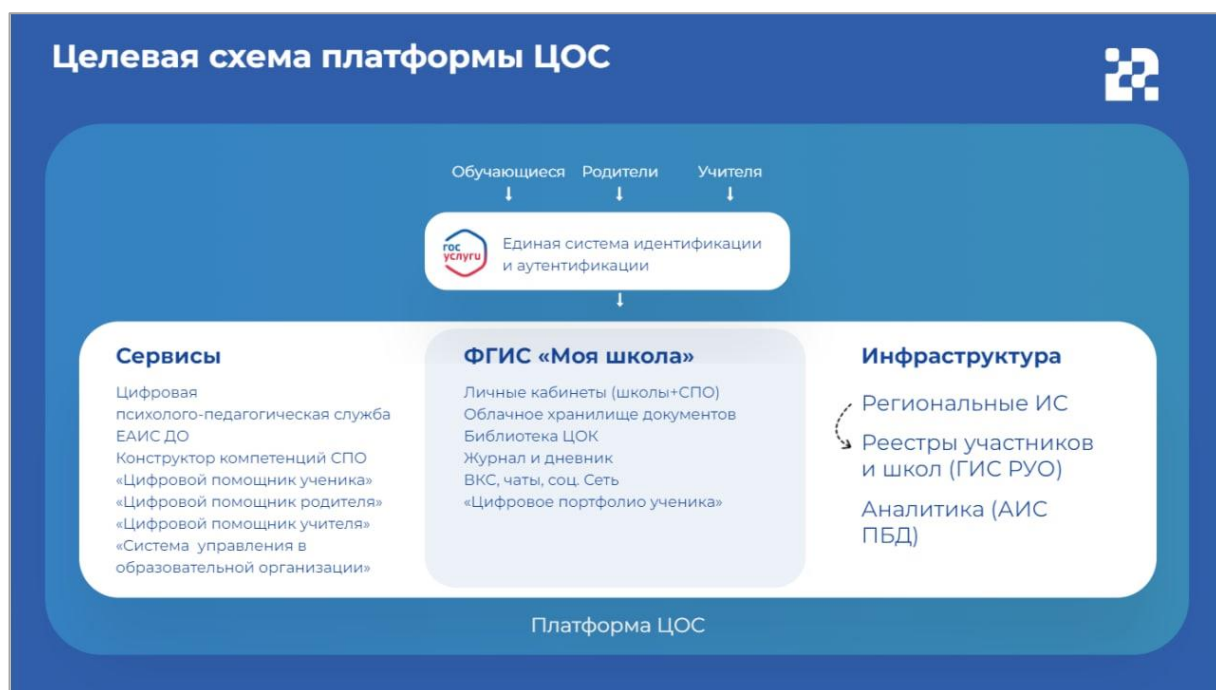 Целевая схема платформы ЦОС
Обучающиеся Родители Учителя
гос
услуги
Единая система идентификации
и аутентификации
Сервисы
Цифровая
психолого-педагогическая служба
ЕАИС ДО
Конструктор компетенций СПО
«Цифровой помощник ученика»
«Цифровой помощник родителя»
«Цифровой помощник учителя»
«Система управления в
образовательной организации»
ФГИС «Моя школа»
Личные кабинеты (школы+СПО)
Облачное хранилище документов
Библиотека ЦОК
Журнал и дневник
ВКС, чаты, соц. Сеть
«Цифровое портфолио ученика»
Инфраструктура
Региональные ИС
Реестры участников
и школ (ГИС РУО)
Аналитика (АИС
ПБД)
Платформа ЦОС